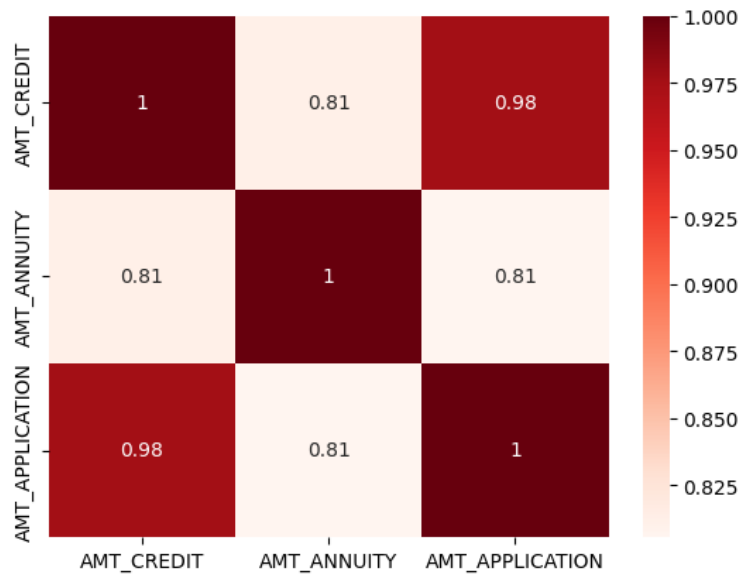 AMT_CREDIT
1 0.81 0.98
AMT_ANNUITY
0.81 1 0.81
AMT_APPLICATION
0.98 0.81 1
AMT_CREDIT AMT_ANNUITY AMT_APPLICATION
1.000
0.975
0.950
0.925
0.900
0.875
0.850
0.825